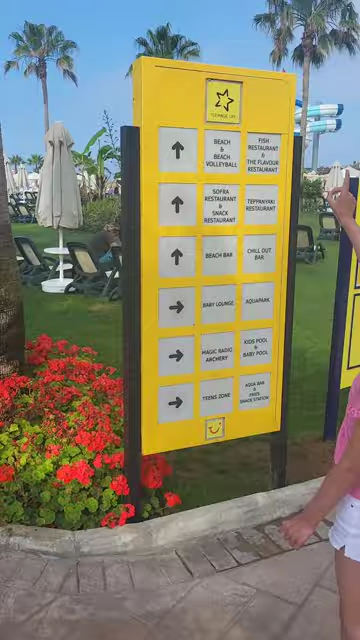 BEACH
&
BEACH
VOLLEYBALL
FISH
RESTAURANT
&
THE FLAVOUR
RESTAURANT
SOFRA
RESTAURANT
&
SNACK
RESTAURANT
TEPPANYAKI
RESTAURANT
BEACH BAR
CHILL OUT
BAR
BABY LOUNGE
AQUAPARK
MAGIC RADIO
ARCHERY
KIDS POOL
&
BABY POOL
TEENS ZONE
AQUA BAR
&
FRIES
SNACK STATION